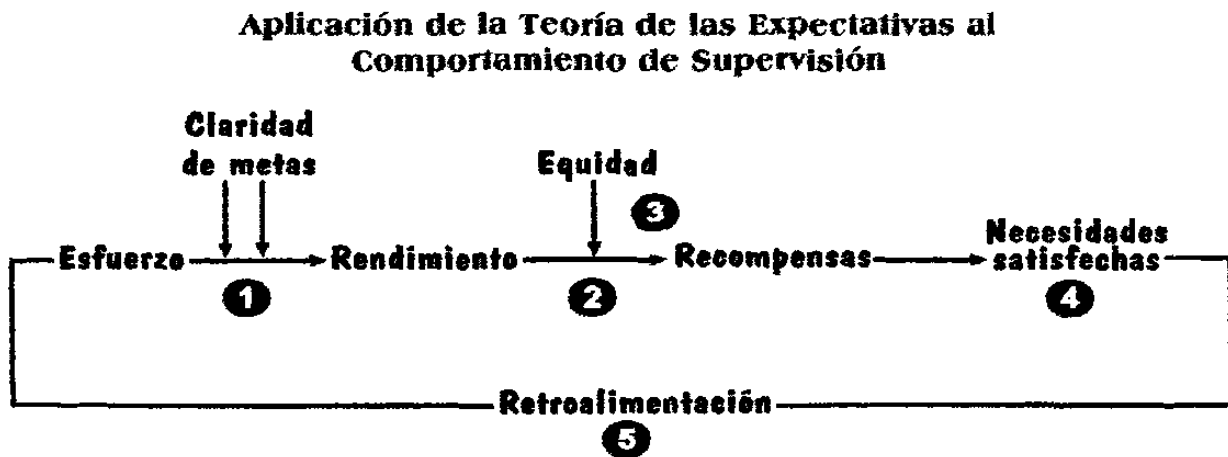 Aplicación de la Teoría de las Expectativas al
Comportamiento de Supervisión
Claridad
de metas
Equidad
3
Esfuerzo
Rendimiento
Recompensas
Necesidades
satisfechas
1
2
4
Retroalimentación
5